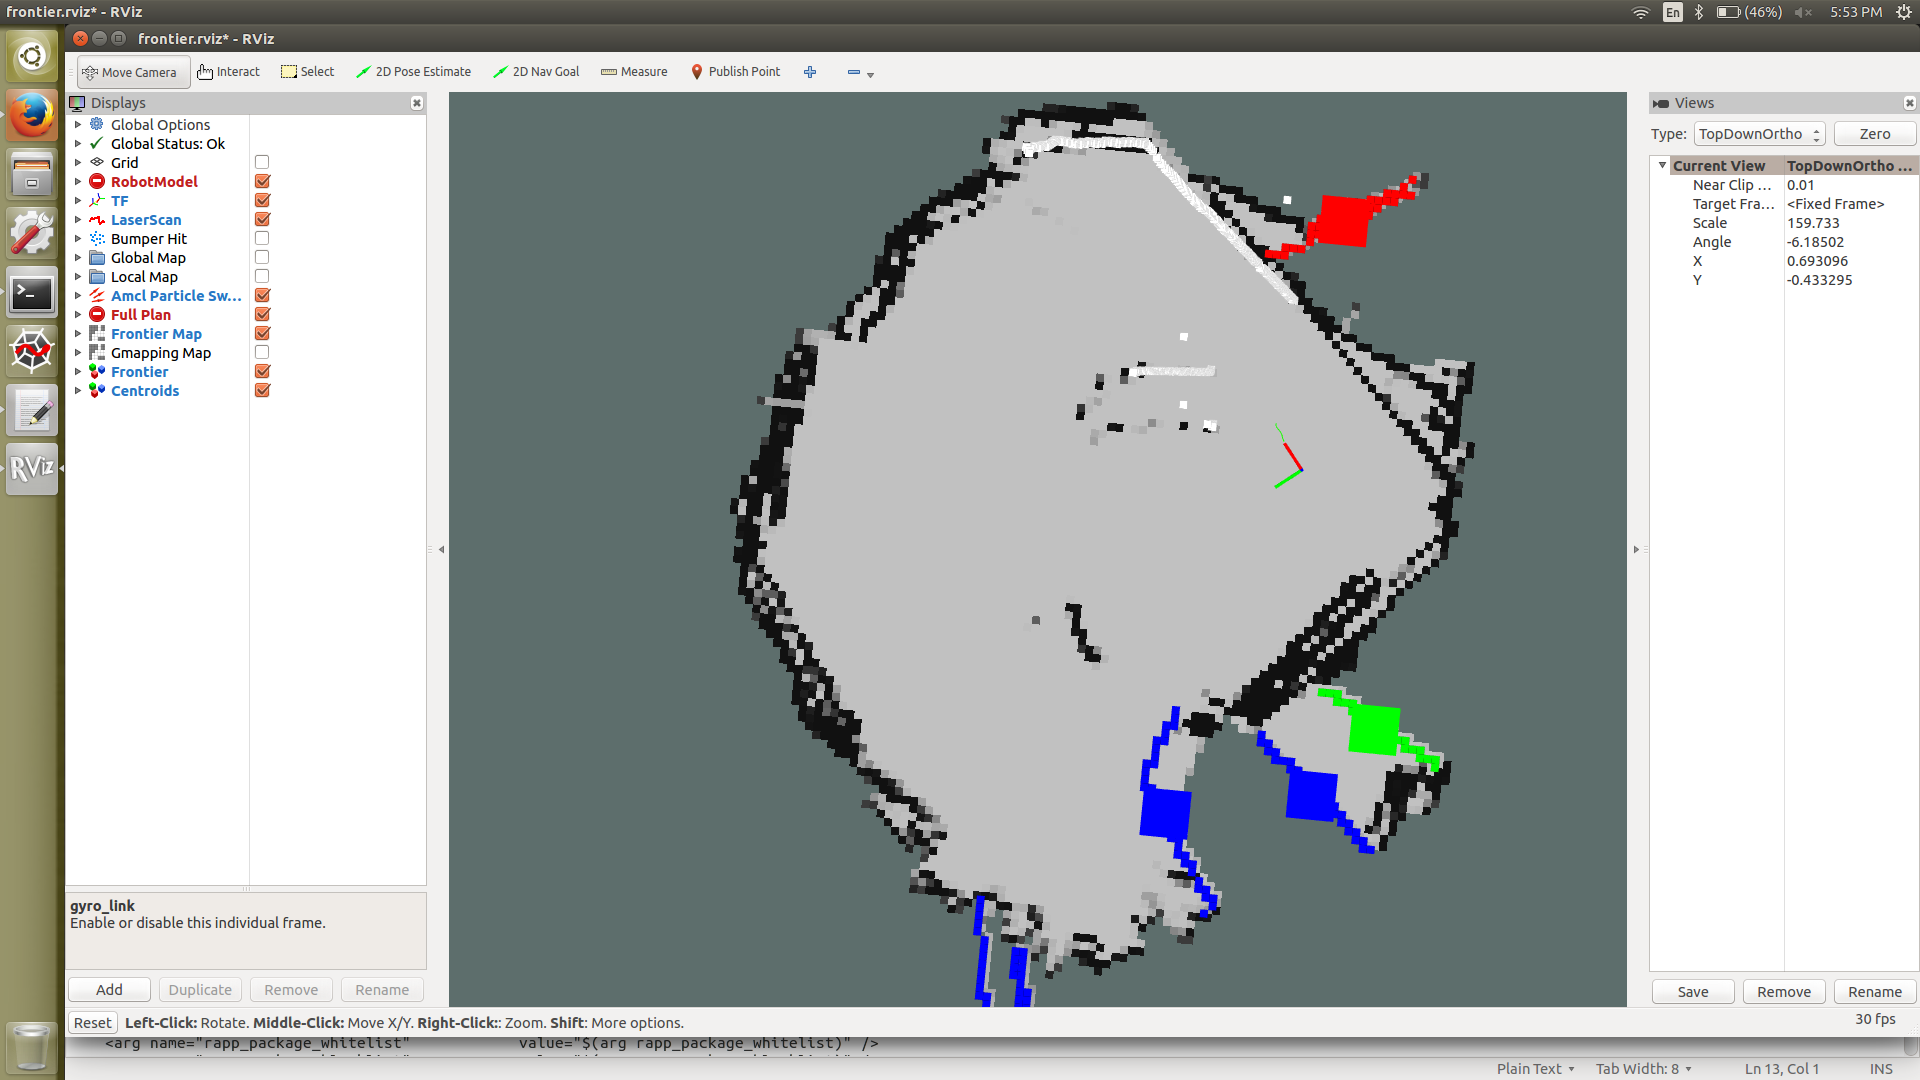 frontier.rviz* - RViz
En
(46%)
5:53 PM
frontier.rviz* - RViz
Move Camera
Interact
Select
2D Pose Estimate
2D Nav Goal
Measure
Publish Point
Displays
Global Options
Global Status: Ok
Grid
RobotModel
TF
LaserScan
Bumper Hit
Global Map
Local Map
Amcl Particle Sw...
Full Plan
Frontier Map
Gmapping Map
Frontier
Centroids
gyro_link
Enable or disable this individual frame.
Add
Duplicate
Remove
Rename
Views
Type:
TopDownOrtho
Zero
Current View TopDownOrtho ...
Near Clip ... 0.01
Target Fra... <Fixed Frame>
Scale 159.733
Angle -6.18502
X 0.693096
Y -0.433295
Save
Remove
Rename
RViz
Reset
Left-Click: Rotate. Middle-Click: Move X/Y. Right-Click:: Zoom. Shift: More options.
30 fps
<arg name="rapp_package_whitelist" value="$(arg rapp_package_whitelist)" />
Plain Text
Tab Width: 8
Ln 13, Col 1
INS